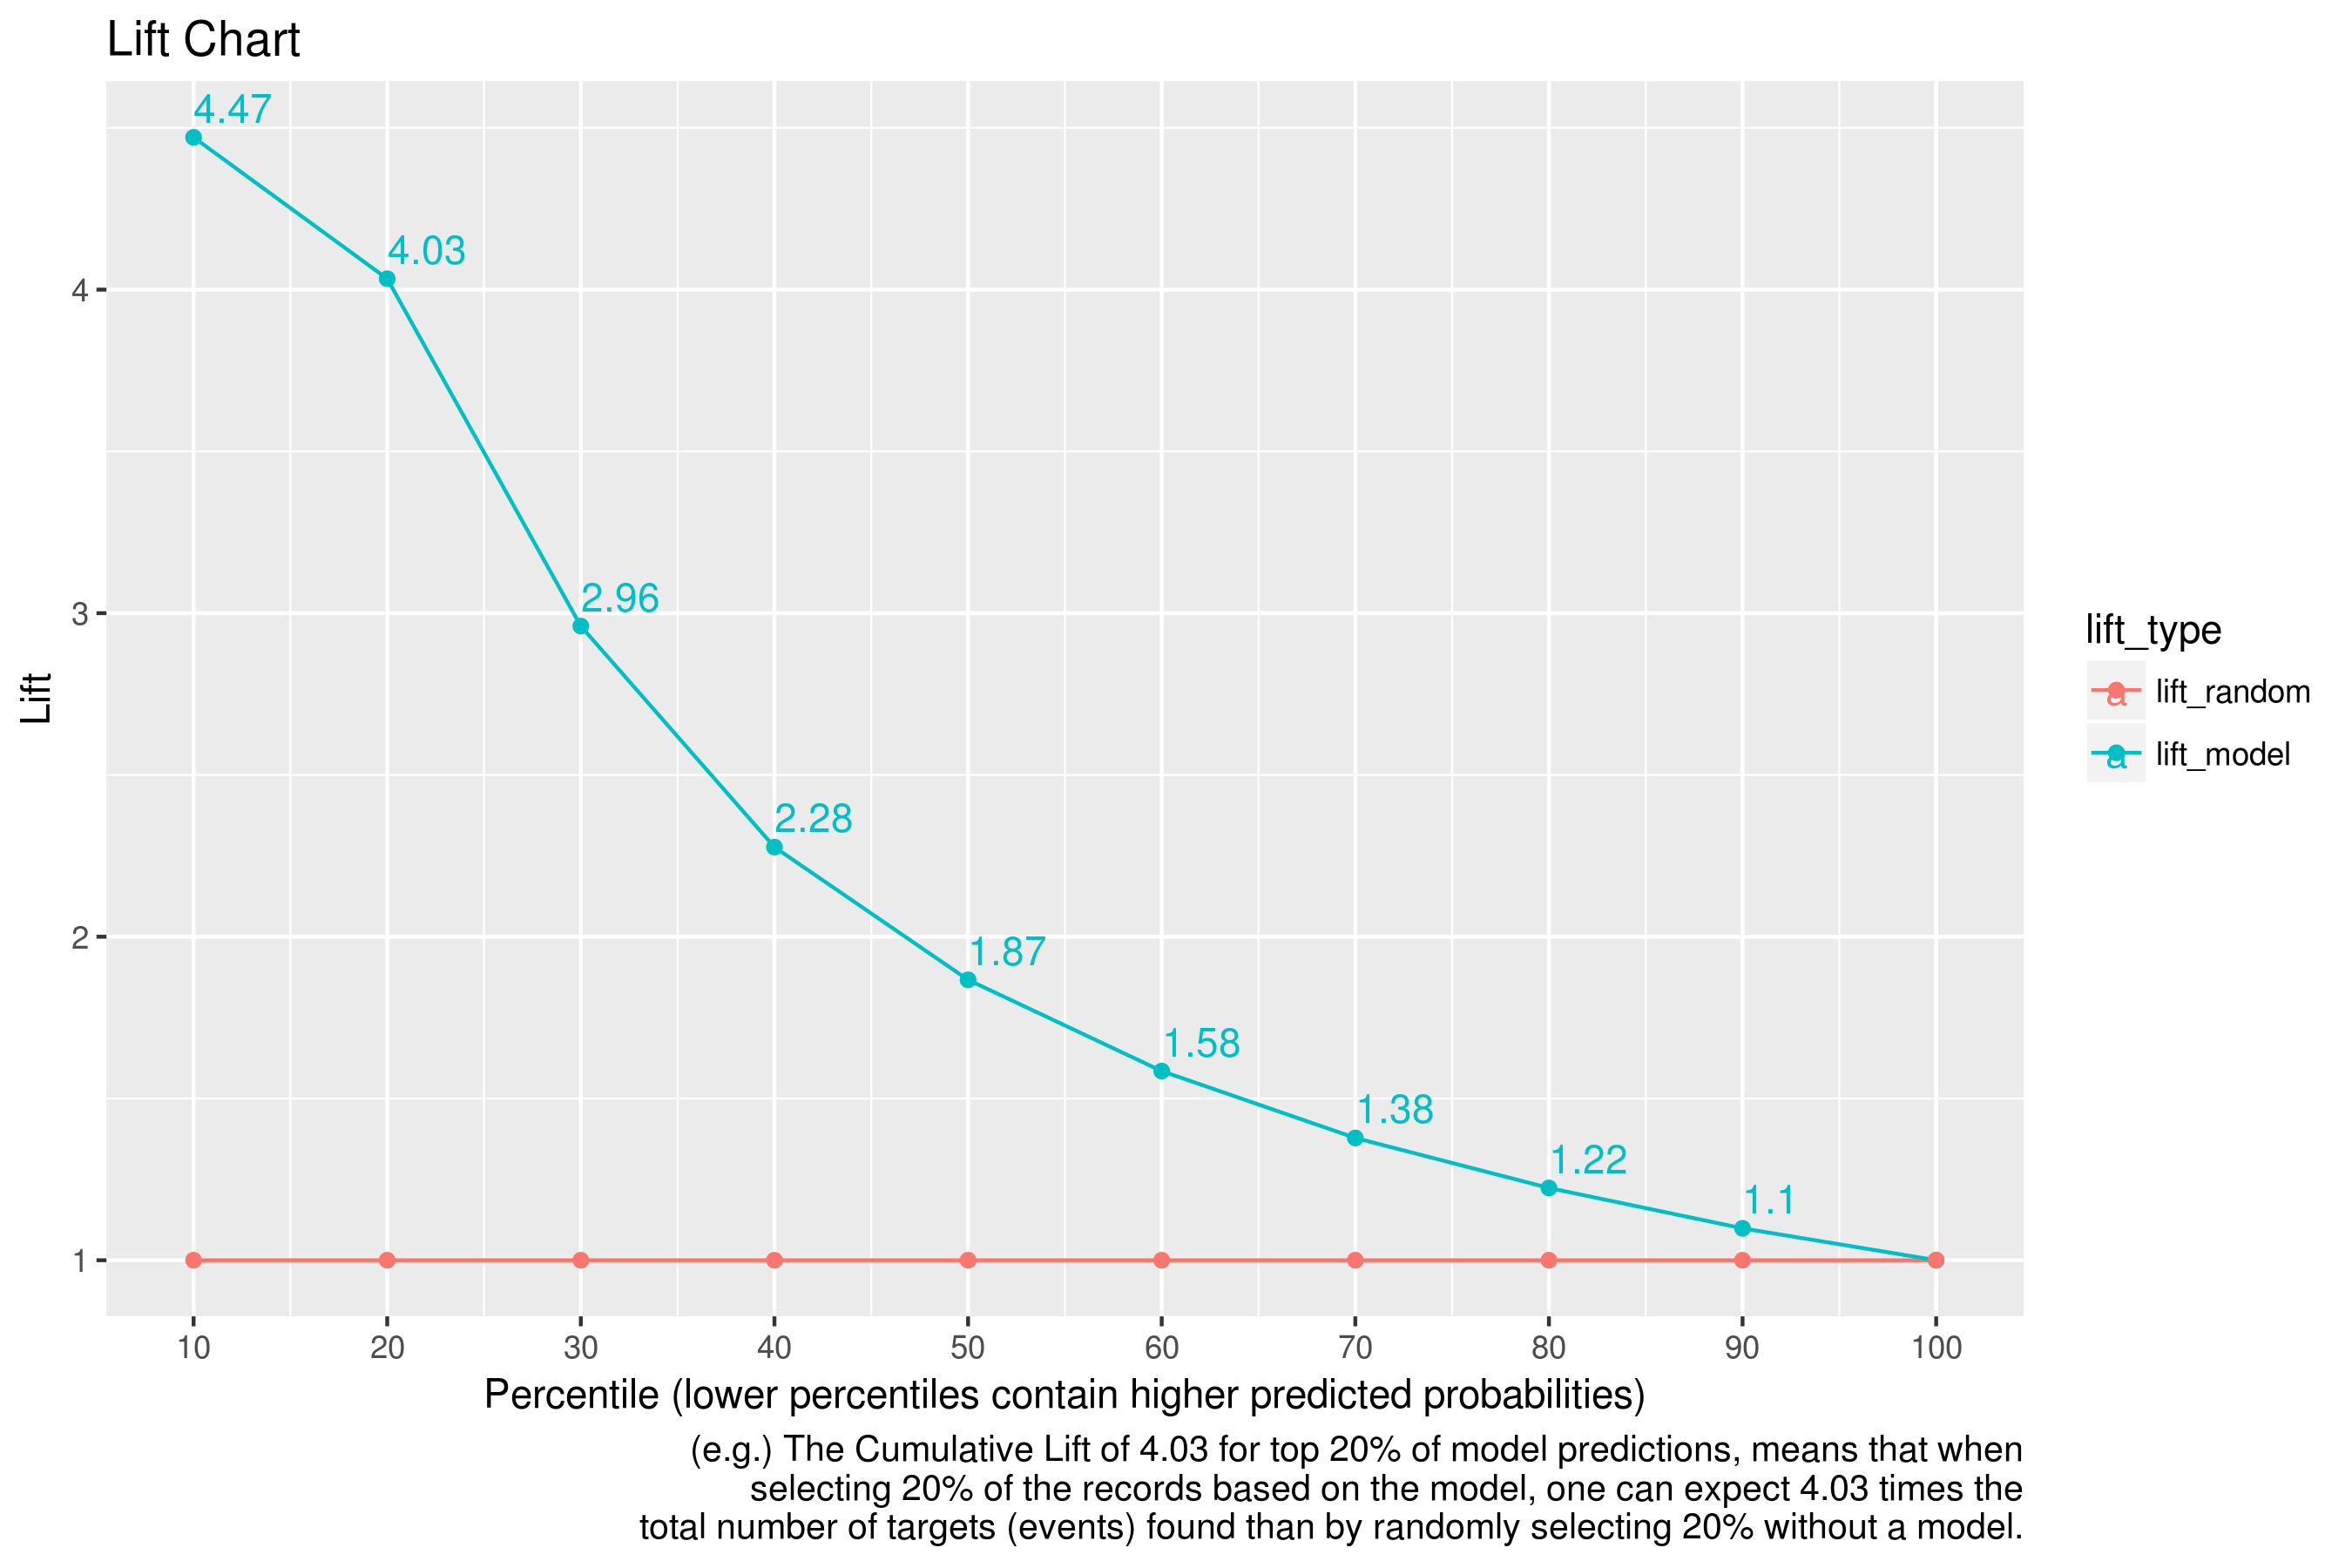 Lift Chart
4.47
4.03
2.96
2.28
1.87
1.58
1.38
1.22
1.1
4
3
2
1
Lift
10 20 30 40 50 60 70 80 90 100
Percentile (lower percentiles contain higher predicted probabilities)
(e.g.) The Cumulative Lift of 4.03 for top 20% of model predictions, means that when
selecting 20% of the records based on the model, one can expect 4.03 times the
total number of targets (events) found than by randomly selecting 20% without a model.
lift_type
a lift_random
a lift_model